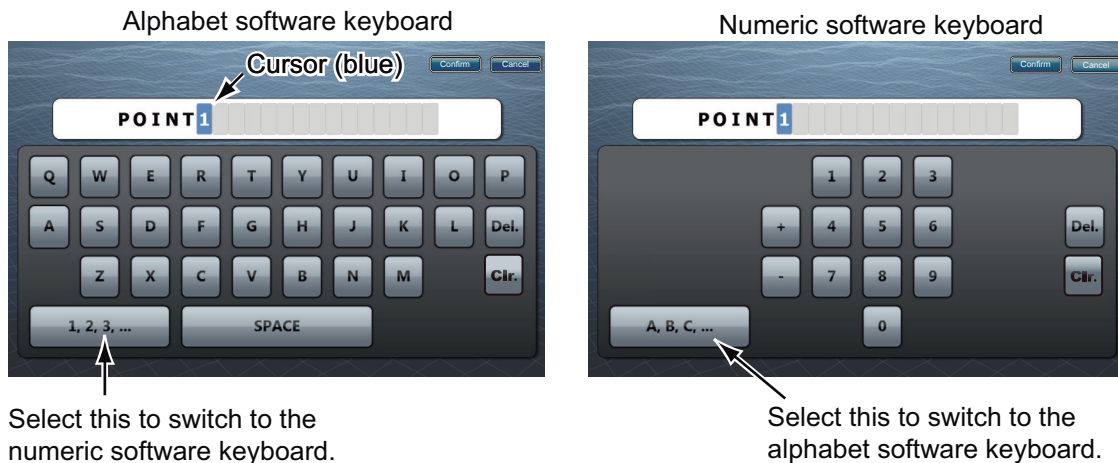 Alphabet software keyboard
Cursor (blue)
Confirm Cancel
POINT1
Q W E R T Y U I O P
A S D F G H J K L Del.
Z X C V B N M Clr.
1, 2, 3, ... SPACE
Select this to switch to the
numeric software keyboard.
Numeric software keyboard
Confirm Cancel
POINT1
1 2 3
+ 4 5 6 Del.
- 7 8 9 Clr.
A, B, C, ... 0
Select this to switch to the
alphabet software keyboard.